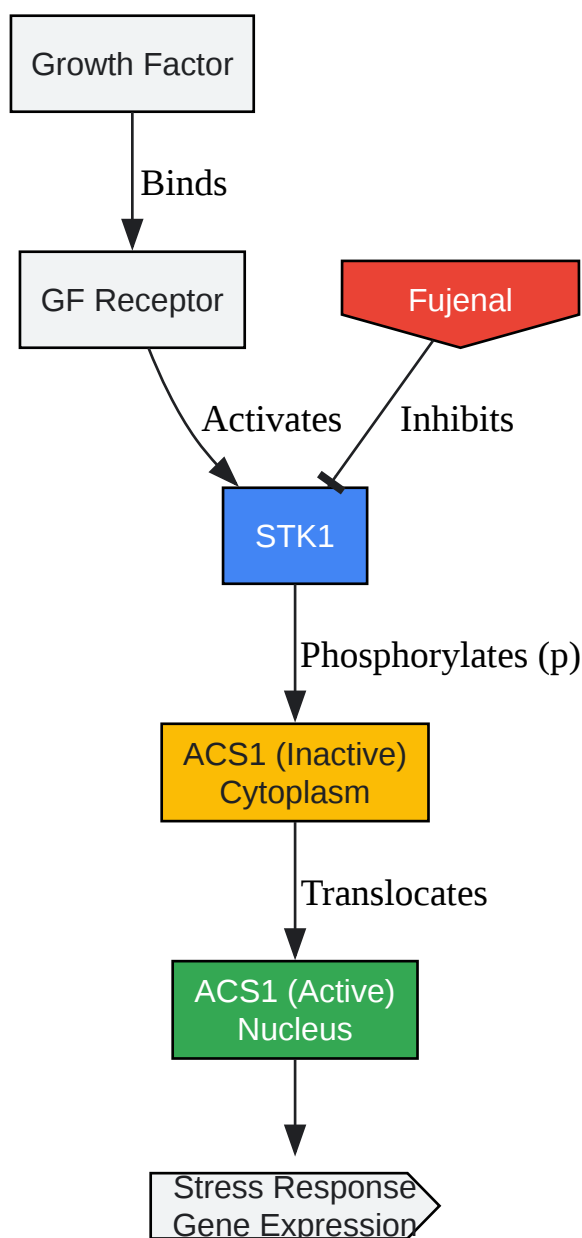 Growth Factor
Binds
GF Receptor
Fujenal
Activates
Inhibits
STK1
Phosphorylates (p)
ACS1 (Inactive)
Cytoplasm
Translocates
ACS1 (Active)
Nucleus
Stress Response
Gene Expression